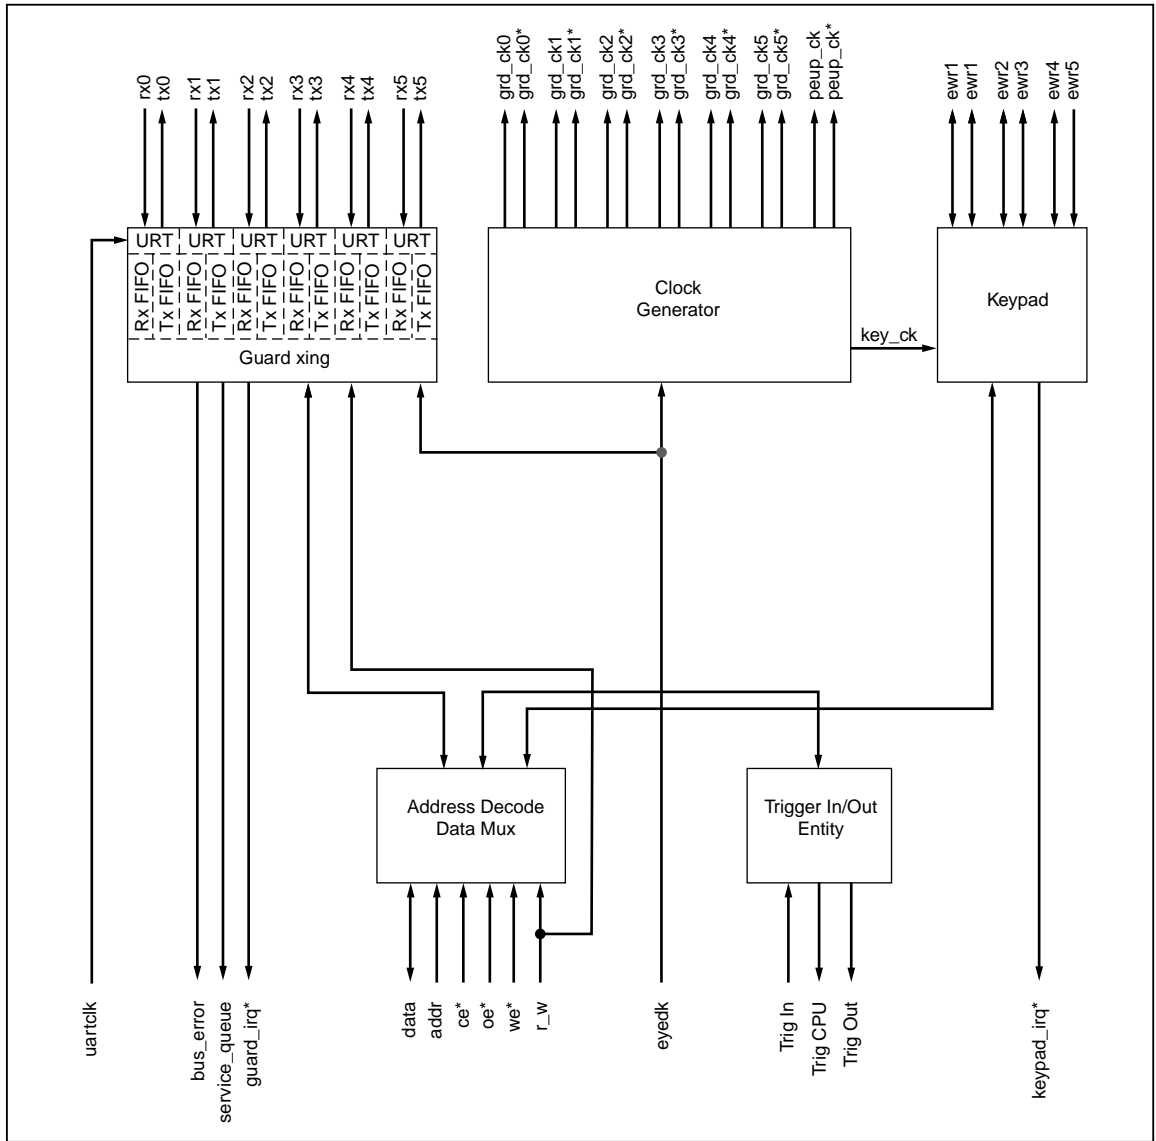 rx0
tx0
rx1
tx1
rx2
tx2
rx3
tx3
rx4
tx4
rx5
tx5
grd_ck0
grd_ck0*
grd_ck1
grd_ck1*
grd_ck2
grd_ck2*
grd_ck3
grd_ck3*
grd_ck4
grd_ck4*
grd_ck5
grd_ck5*
peup_ck
peup_ck*
ewr1
ewr1
ewr2
ewr3
ewr4
ewr5
URT
URT
URT
URT
URT
URT
Rx FIFO
Tx FIFO
Rx FIFO
Tx FIFO
Rx FIFO
Tx FIFO
Rx FIFO
Tx FIFO
Rx FIFO
Tx FIFO
Rx FIFO
Tx FIFO
Guard xing
Clock
Generator
key_ck
Keypad
Address Decode
Data Mux
Trigger In/Out
Entity
uartclk
bus_error
service_queue
guard_irq*
data
addr
ce*
oe*
we*
r_w
eyedk
Trig In
Trig CPU
Trig Out
keypad_irq*